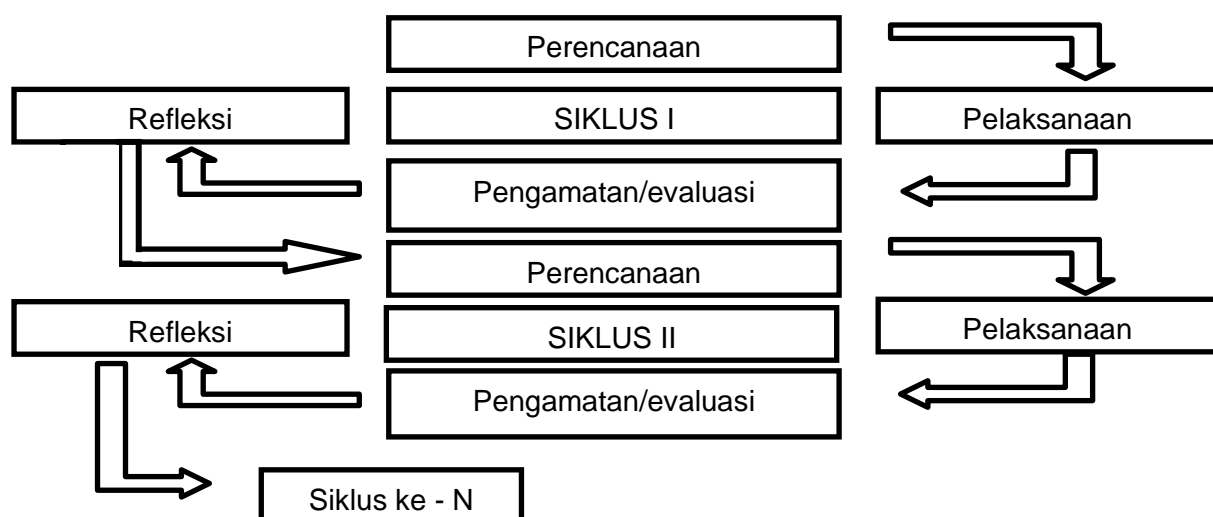 Perencanaan
Refleksi
SIKLUS I
Pelaksanaan
Pengamatan/evaluasi
Perencanaan
Refleksi
SIKLUS II
Pelaksanaan
Pengamatan/evaluasi
Siklus ke - N